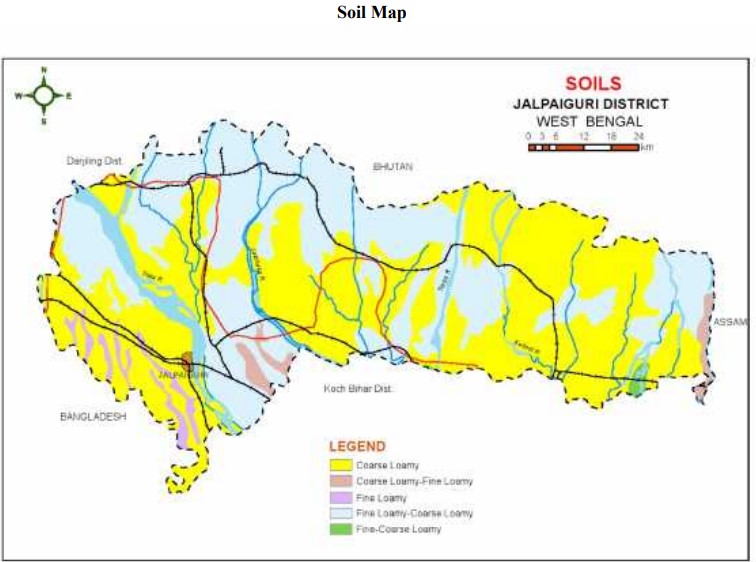 Soil Map
N
W E
S
SOILS
JALPAIGURI DISTRICT
WEST BENGAL
0 3 6 12 18 24
km
Darjiling Dist.
BHUTAN
Tista R.
Torsa R.
ASSAM
JALPAIGURI
Koch Bihar Dist.
BANGLADESH
LEGEND
Coarse Loamy
Coarse Loamy-Fine Loamy
Fine Loamy
Fine Loamy-Coarse Loamy
Fine-Coarse Loamy